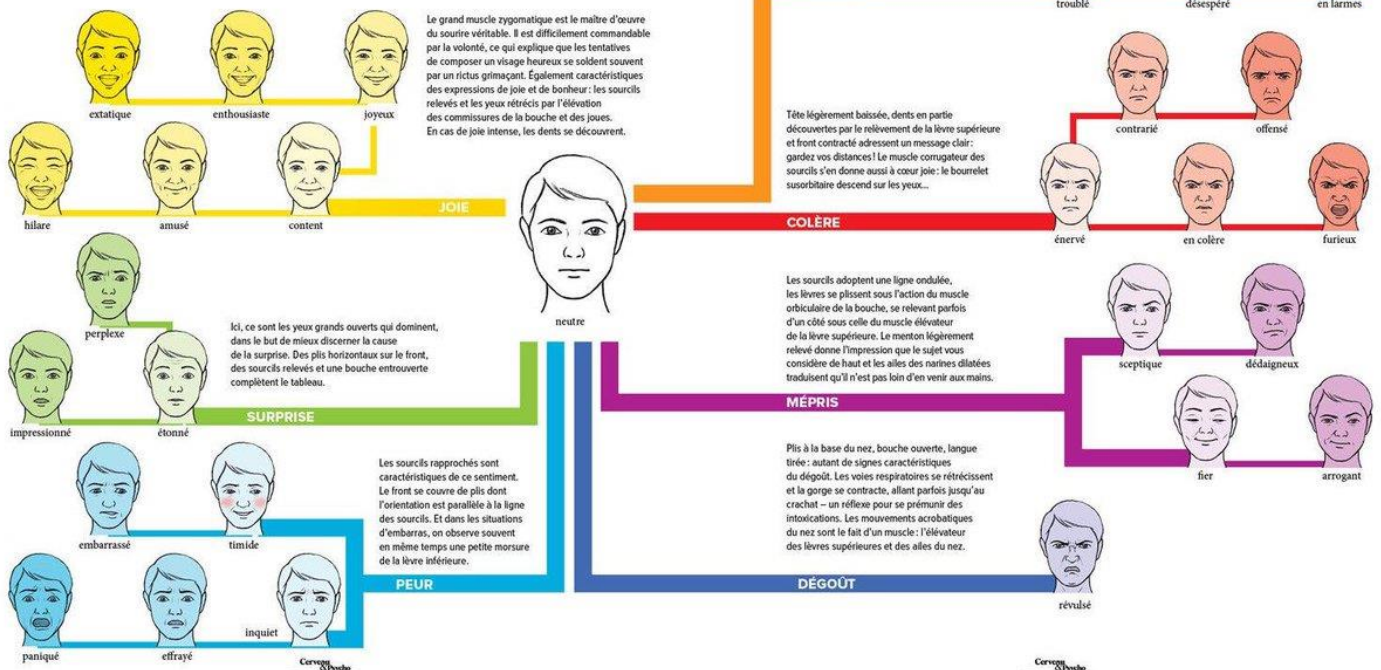 troublé
désespéré
en larmes
Le grand muscle zygomatique est le maître d'œuvre
du sourire véritable. Il est difficilement commandable
par la volonté, ce qui explique que les tentatives
de composer un visage heureux se soldent souvent
par un rictus grimaçant. Également caractéristiques
des expressions de joie et de bonheur : les sourcils
relevés et les yeux rétrécis par l'élévation
des commissures de la bouche et des joues.
En cas de joie intense, les dents se découvrent.
extatique
enthousiaste
joyeux
hilare
amusé
content
JOIE
Tête légèrement baissée, dents en partie
découvertes par le relèvement de la lèvre supérieure
et front contracté adressent un message clair :
gardez vos distances ! Le muscle corrugateur des
sourcils s'en donne aussi à cœur joie : le bourrelet
susorbitaire descend sur les yeux...
COLÈRE
contrarié
offensé
énervé
en colère
furieux
neutre
perplexe
Ici, ce sont les yeux grands ouverts qui dominent,
dans le but de mieux discerner la cause
de la surprise. Des plis horizontaux sur le front,
des sourcils relevés et une bouche entrouverte
complètent le tableau.
impressionné
étonné
SURPRISE
Les sourcils adoptent une ligne ondulée,
les lèvres se plissent sous l'action du muscle
orbiculaire de la bouche, se relevant parfois
d'un côté sous celle du muscle élévateur
de la lèvre supérieure. Le menton légèrement
relevé donne l'impression que le sujet vous
considère de haut et les ailes des narines dilatées
traduisent qu'il n'est pas loin d'en venir aux mains.
MÉPRIS
sceptique
dédaigneux
fier
arrogant
Les sourcils rapprochés sont
caractéristiques de ce sentiment.
Le front se couvre de plis dont
l'orientation est parallèle à la ligne
des sourcils. Et dans les situations
d'embarras, on observe souvent
en même temps une petite morsure
de la lèvre inférieure.
embarrassé
timide
PEUR
paniqué
effrayé
inquiet
Plis à la base du nez, bouche ouverte, langue
tirée : autant de signes caractéristiques
du dégoût. Les voies respiratoires se rétrécissent
et la gorge se contracte, allant parfois jusqu'au
crachat – un réflexe pour se prémunir des
intoxications. Les mouvements acrobatiques
du nez sont le fait d'un muscle : l'élévateur
des lèvres supérieures et des ailes du nez.
DÉGOÛT
révulsé
Cerveau
&Psycho
Cerveau
&Psycho